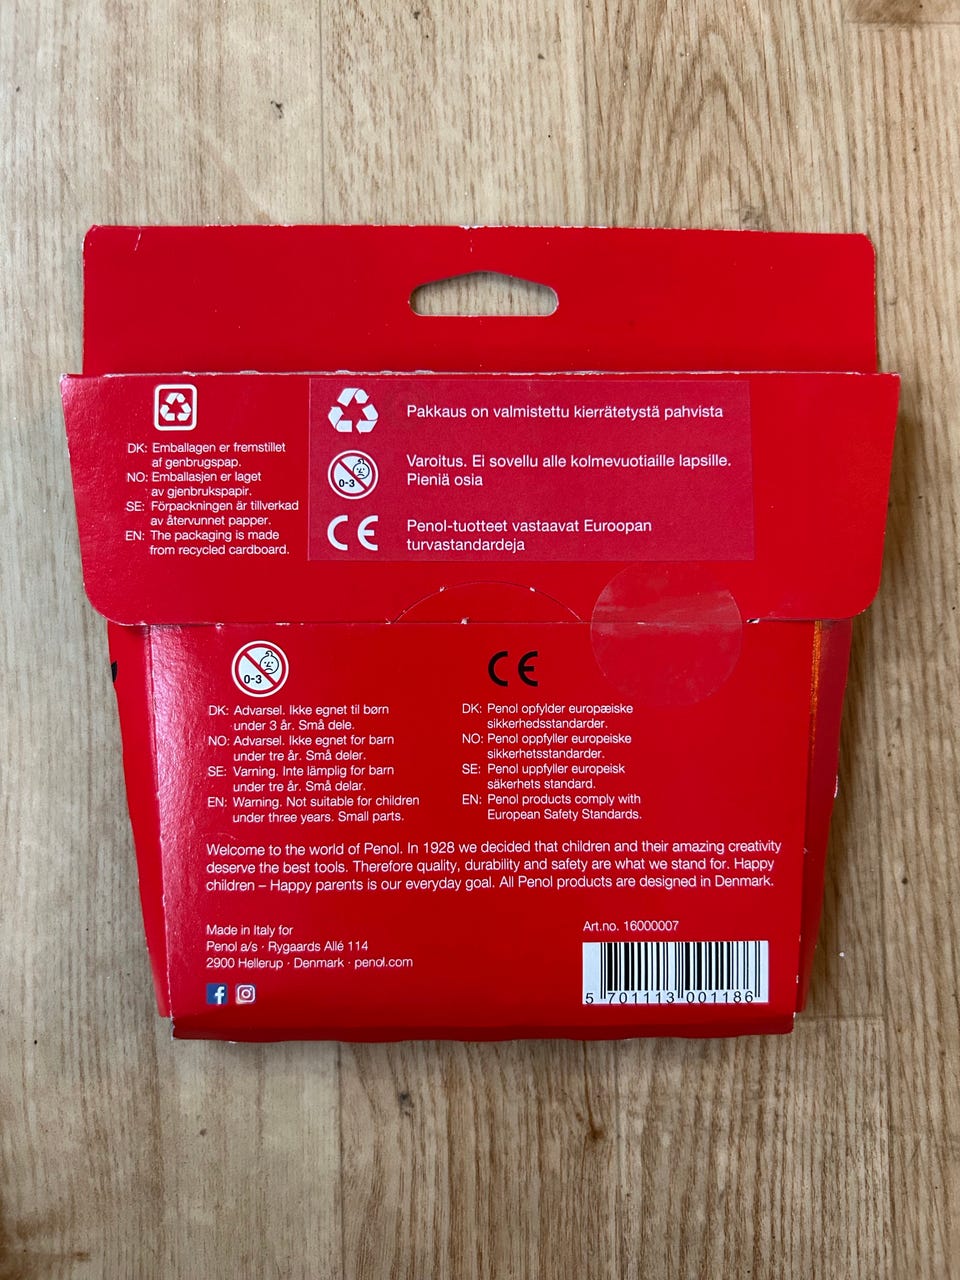 DK: Emballagen er fremstillet
af genbrugspap.
NO: Emballasjen er laget
av gjenbrukspapir.
SE: Förpackningen är tillverkad
av återvunnet papper.
EN: The packaging is made
from recycled cardboard.
Pakkaus on valmistettu kierrätetystä pahvista
0-3
Varoitus. Ei sovellu alle kolmevuotiaille lapsille.
Pieniä osia
CE
Penol-tuotteet vastaavat Euroopan
turvastandardeja
0-3
DK: Advarsel. Ikke egnet til børn
under 3 år. Små dele.
NO: Advarsel. Ikke egnet for barn
under tre år. Små deler.
SE: Varning. Inte lämplig for barn
under tre år. Små delar.
EN: Warning. Not suitable for children
under three years. Small parts.
CE
DK: Penol opfylder europæiske
sikkerhedsstandarder.
NO: Penol oppfyller europeiske
sikkerhetsstandarder.
SE: Penol uppfyller europeisk
säkerhets standard.
EN: Penol products comply with
European Safety Standards.
Welcome to the world of Penol. In 1928 we decided that children and their amazing creativity
deserve the best tools. Therefore quality, durability and safety are what we stand for. Happy
children – Happy parents is our everyday goal. All Penol products are designed in Denmark.
Made in Italy for
Penol a/s · Rygaards Allé 114
2900 Hellerup · Denmark · penol.com
Art.no. 16000007
5 701113 001186